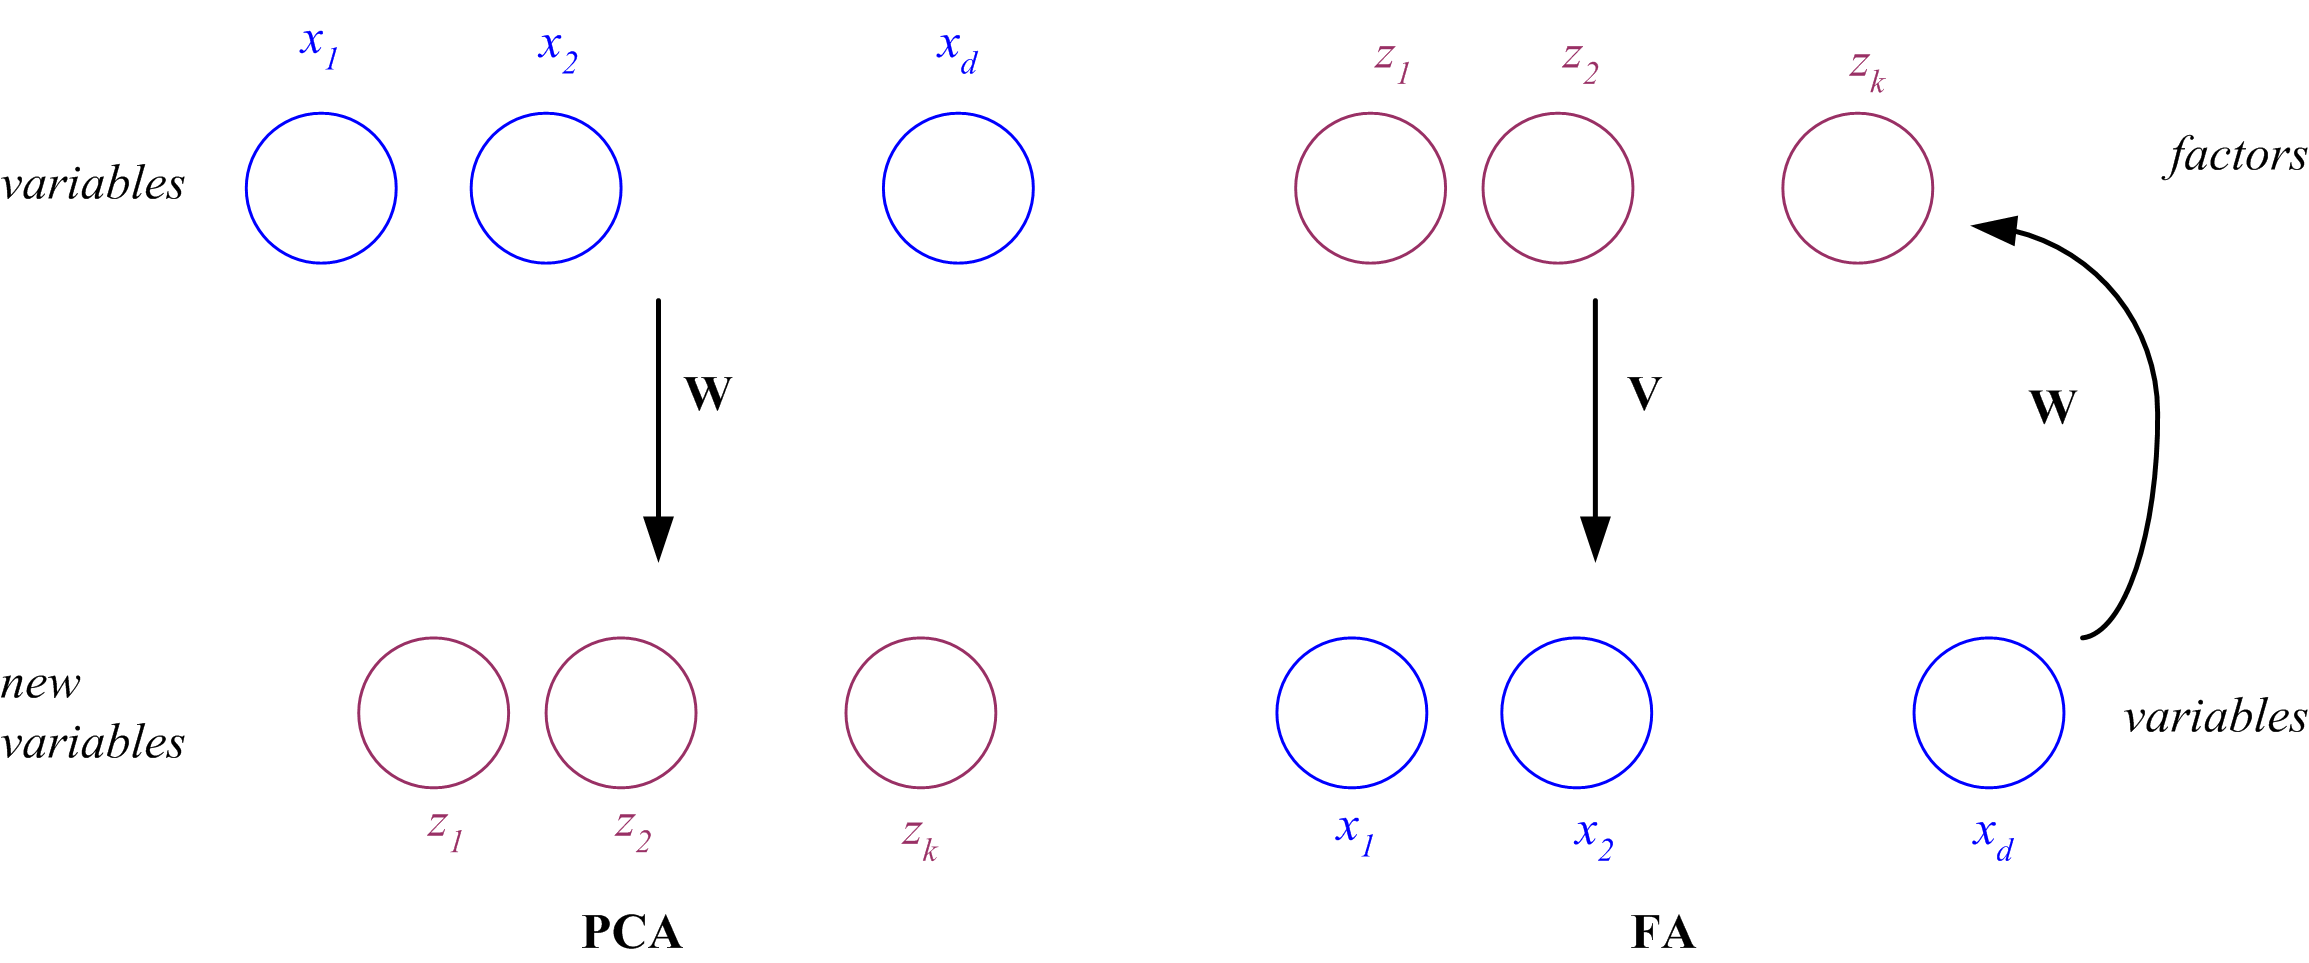 x1 x2 xd z1 z2 zk
variables factors
W V W
new
variables variables
z1 z2 zk x1 x2 xd
PCA FA